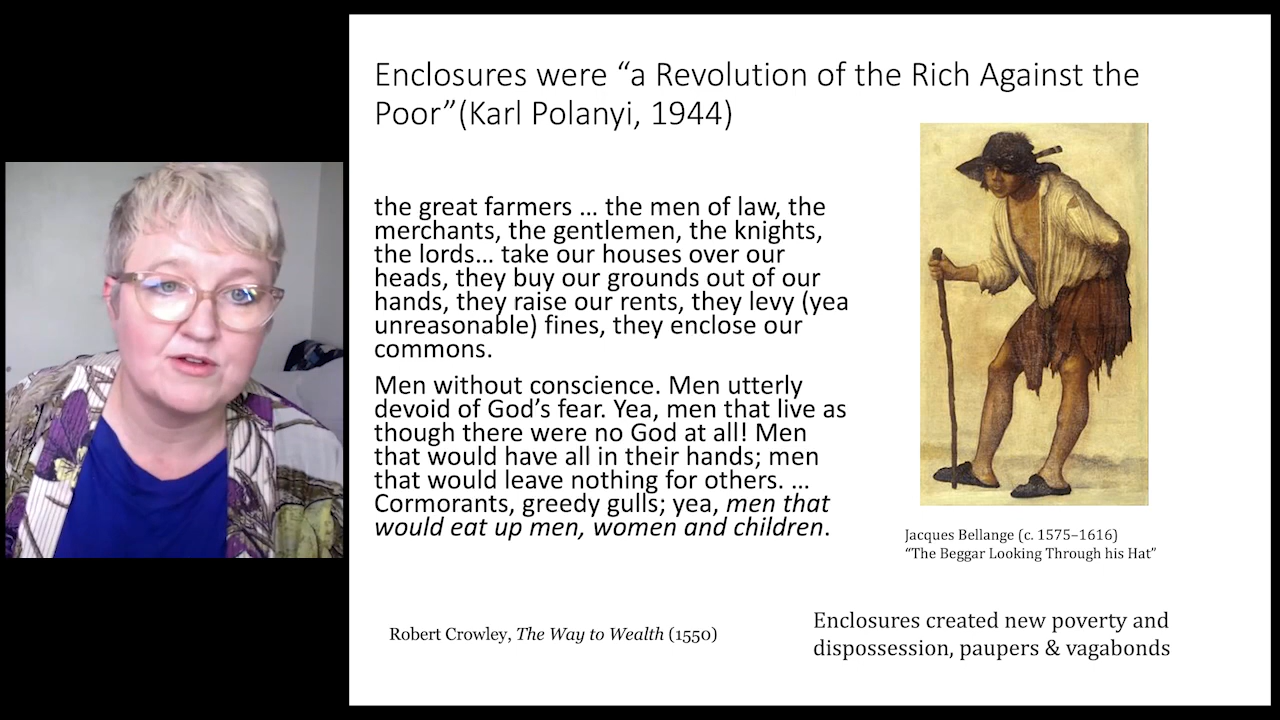 Enclosures were “a Revolution of the Rich Against the
Poor”(Karl Polanyi, 1944)
the great farmers … the men of law, the
merchants, the gentlemen, the knights,
the lords… take our houses over our
heads, they buy our grounds out of our
hands, they raise our rents, they levy (yea
unreasonable) fines, they enclose our
commons.
Men without conscience. Men utterly
devoid of God’s fear. Yea, men that live as
though there were no God at all! Men
that would have all in their hands; men
that would leave nothing for others. …
Cormorants, greedy gulls; yea, men that
would eat up men, women and children.
Robert Crowley, The Way to Wealth (1550)
Jacques Bellange (c. 1575–1616)
“The Beggar Looking Through his Hat”
Enclosures created new poverty and
dispossession, paupers & vagabonds